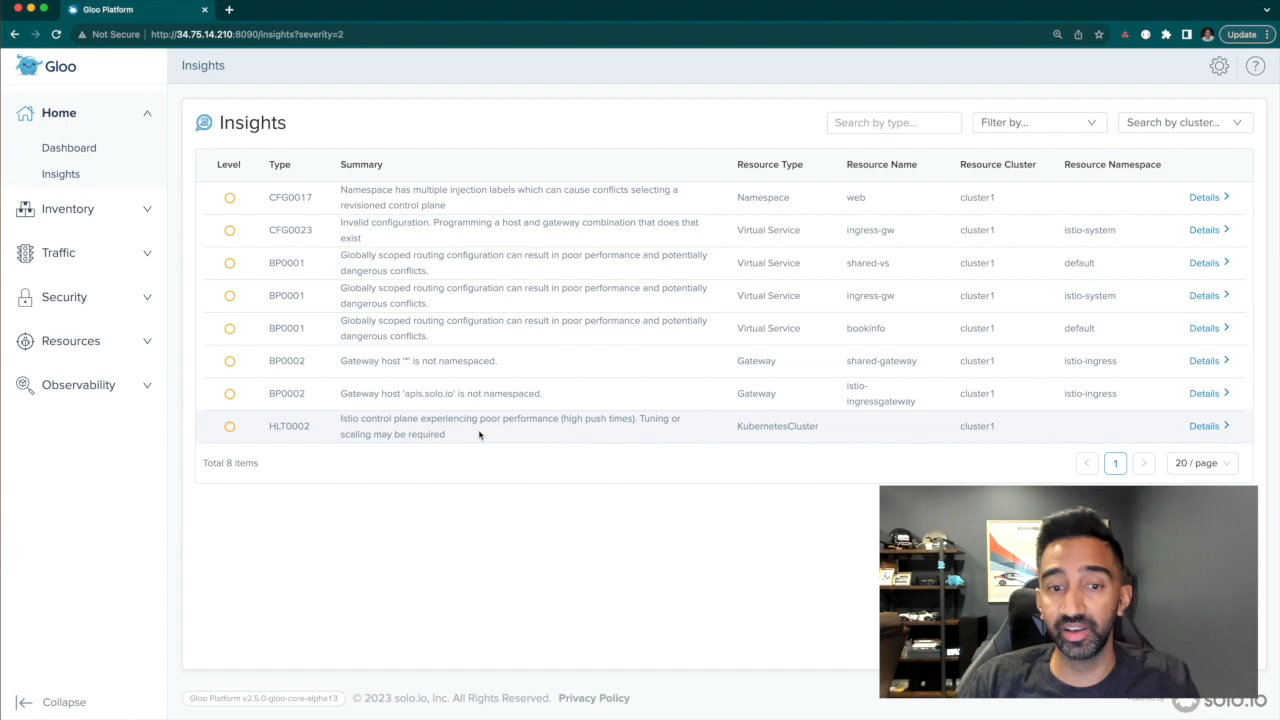 Gloo Platform
Not Secure http://34.75.14.210:8090/insights?severity=2
Update
Gloo
Insights
Home
Dashboard
Insights
Inventory
Traffic
Security
Resources
Observability
Collapse
Insights
Search by type...
Filter by...
Search by cluster...
Level Type Summary Resource Type Resource Name Resource Cluster Resource Namespace
CFG0017 Namespace has multiple injection labels which can cause conflicts selecting a Namespace web cluster1 Details
revisioned control plane
CFG0023 Invalid configuration. Programming a host and gateway combination that does that Virtual Service ingress-gw cluster1 istio-system Details
exist
BP0001 Globally scoped routing configuration can result in poor performance and potentially Virtual Service shared-vs cluster1 default Details
dangerous conflicts.
BP0001 Globally scoped routing configuration can result in poor performance and potentially Virtual Service ingress-gw cluster1 istio-system Details
dangerous conflicts.
BP0001 Globally scoped routing configuration can result in poor performance and potentially Virtual Service bookinfo cluster1 default Details
dangerous conflicts.
BP0002 Gateway host '*' is not namespaced. Gateway shared-gateway cluster1 istio-ingress Details
BP0002 Gateway host 'apis.solo.io' is not namespaced. Gateway istio- cluster1 istio-ingress Details
ingressgateway
HLT0002 Istio control plane experiencing poor performance (high push times). Tuning or KubernetesCluster cluster1 Details
scaling may be required
Total 8 items
1
20 / page
Gloo Platform v2.5.0-gloo-core-alpha13 © 2023 solo.io, Inc. All Rights Reserved. Privacy Policy
solo.io